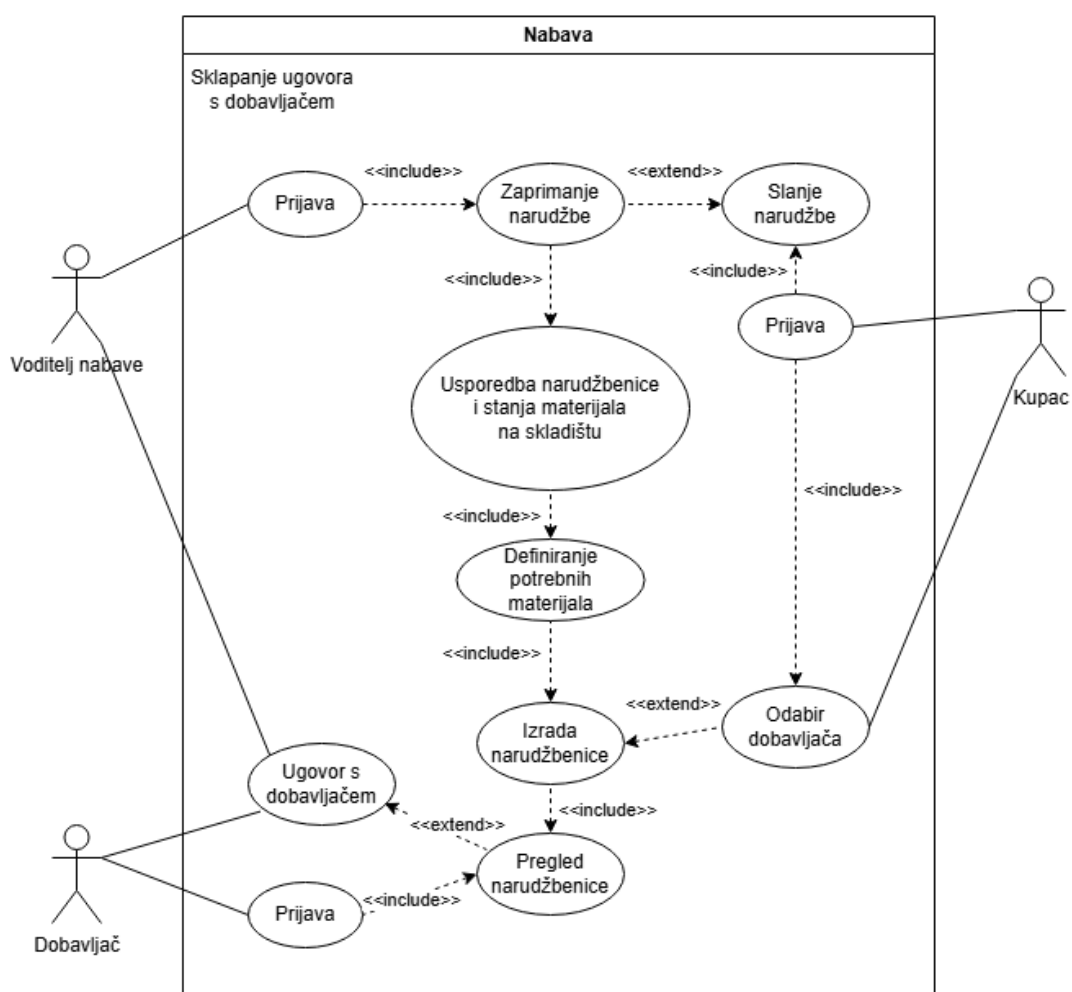 Nabava
Sklapanje ugovora
s dobavljačem
<<include>>
<<extend>>
Prijava
Zaprimanje
narudžbe
Slanje
narudžbe
<<include>>
<<include>>
Prijava
Voditelj nabave
Kupac
Usporedba narudžbenice
i stanja materijala
na skladištu
<<include>>
<<include>>
Definiranje
potrebnih
materijala
<<include>>
<<extend>>
Izrada
narudžbenice
Odabir
dobavljača
Ugovor s
dobavljačem
<<include>>
<<extend>>
Pregled
narudžbenice
<<include>>
Prijava
Dobavljač